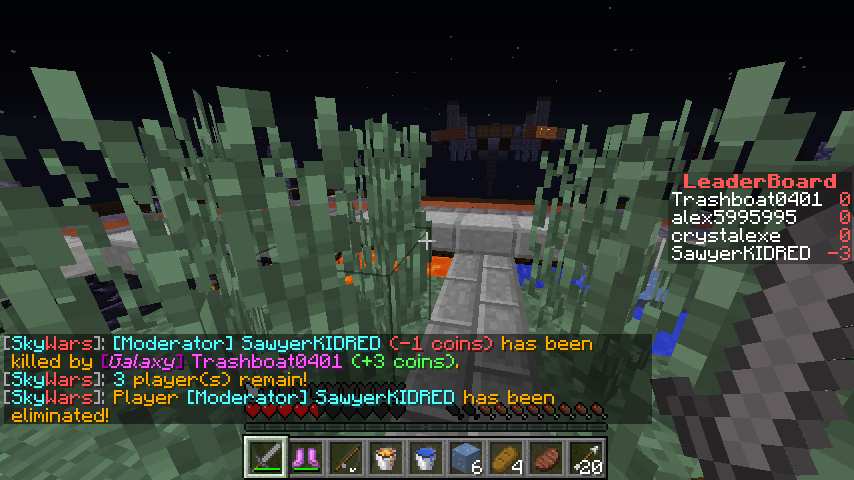 LeaderBoard
Trashboat0401 0
alex5995995 0
crystalexe 0
SawyerKIDRED -3
[SkyWars]: [Moderator] SawyerKIDRED (-1 coins) has been
killed by [Galaxy] Trashboat0401 (+3 coins).
[SkyWars]: 3 player(s) remain!
[SkyWars]: Player [Moderator] SawyerKIDRED has been
eliminated!
6 4 20